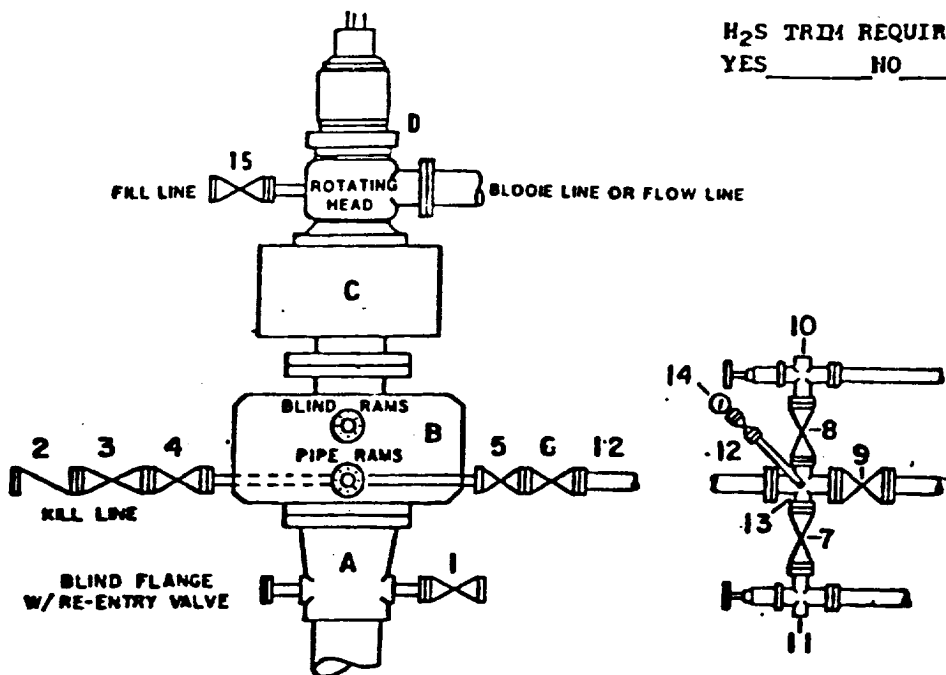 H₂S TRIM REQUIR
YES________NO____
D
15
FILL LINE
ROTATING
HEAD
BLOOIE LINE OR FLOW LINE
C
10
14
BLIND RAMS
B
8
2 3 4
PIPE RAMS
5 6 12
12
9
KILL LINE
13
7
A
1
BLIND FLANGE
W/RE-ENTRY VALVE
11